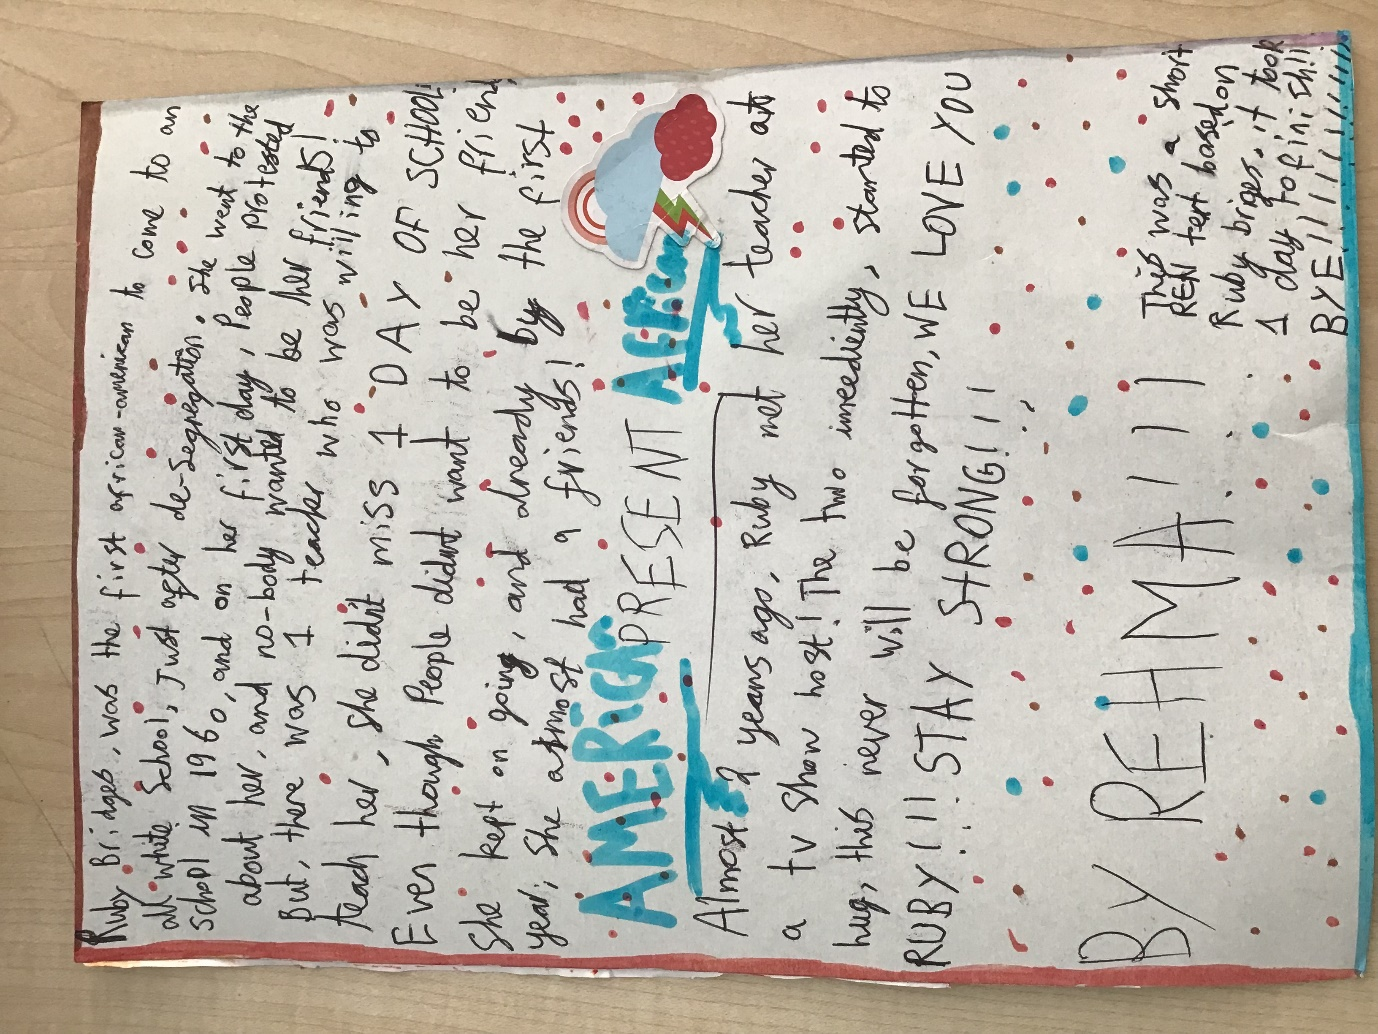 Ruby Bridges, was the first african-american to come to an
all white School, Just after de-Segregation, She went to the
School in 1960, and on her first day, People protested
about her, and no-body wanted to be her friends!
But, there was 1 teacher who was willing to
teach her, she didn't miss 1 DAY OF SCHOOL!
Even though People didn't want to be her friend,
She kept on going, and already by the first
year, She atmost had a friends!
AMERiCA PRESENT
Almost 2 years ago, Ruby met her teacher at
a tv show host! The two imeediently, started to
hug, this never will be forgotten, WE LOVE YOU
RUBY!!! STAY STRONG!!!
BY REHMA!!!
This was a short
REN text based on
Ruby briges, it took
1 day to finish!!
BYE!!!!!!!!!!!!!